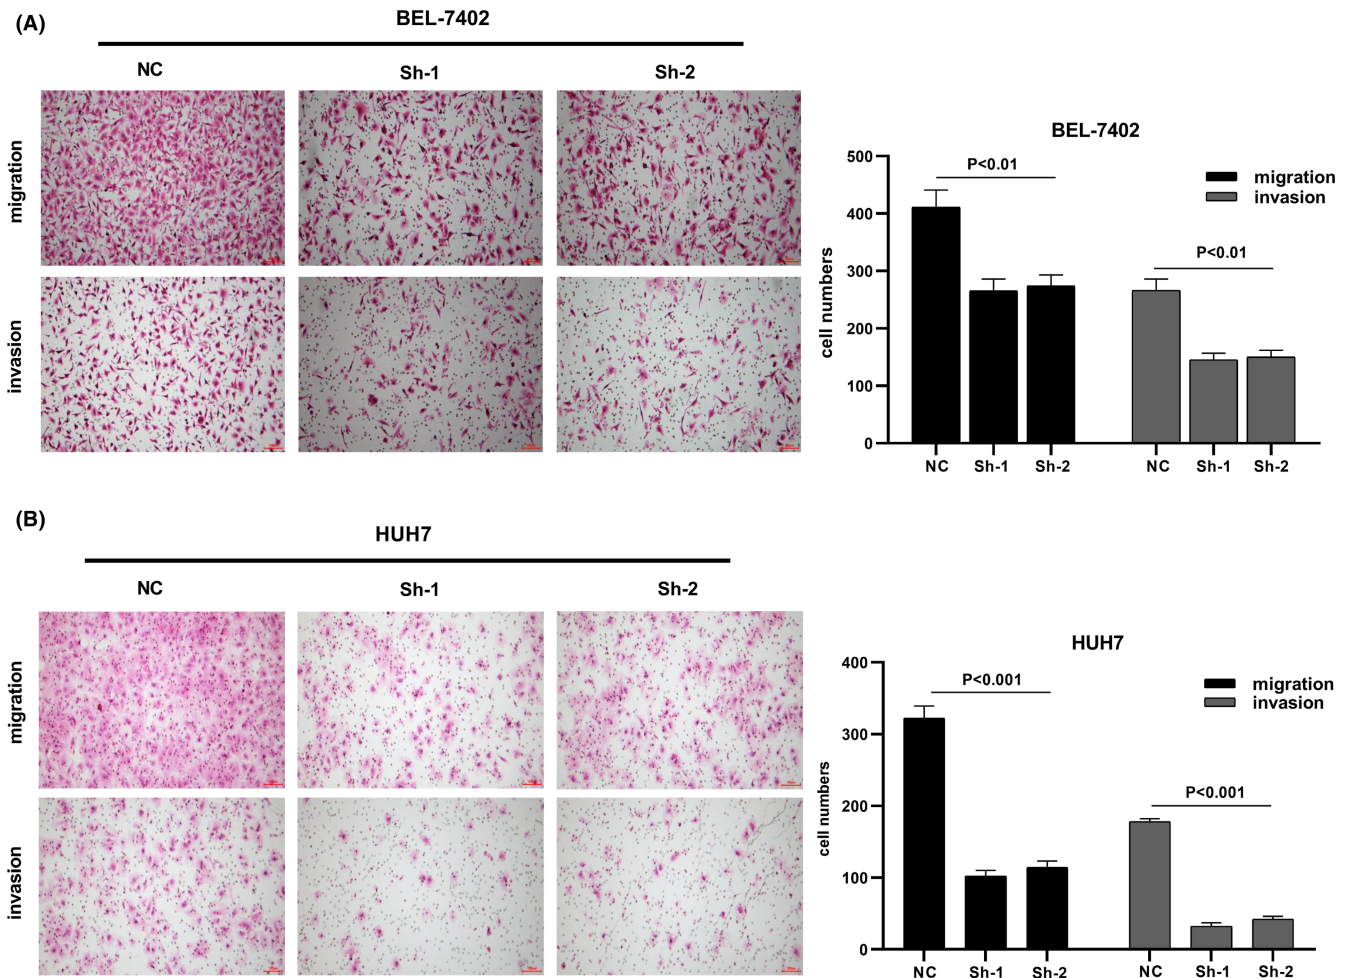 (A)
BEL-7402
NC Sh-1 Sh-2
migration
invasion
BEL-7402
P<0.01
migration
invasion
P<0.01
cell numbers
500
400
300
200
100
0
NC Sh-1 Sh-2 NC Sh-1 Sh-2
(B)
HUH7
NC Sh-1 Sh-2
migration
invasion
HUH7
P<0.001
migration
invasion
P<0.001
cell numbers
400
300
200
100
0
NC Sh-1 Sh-2 NC Sh-1 Sh-2